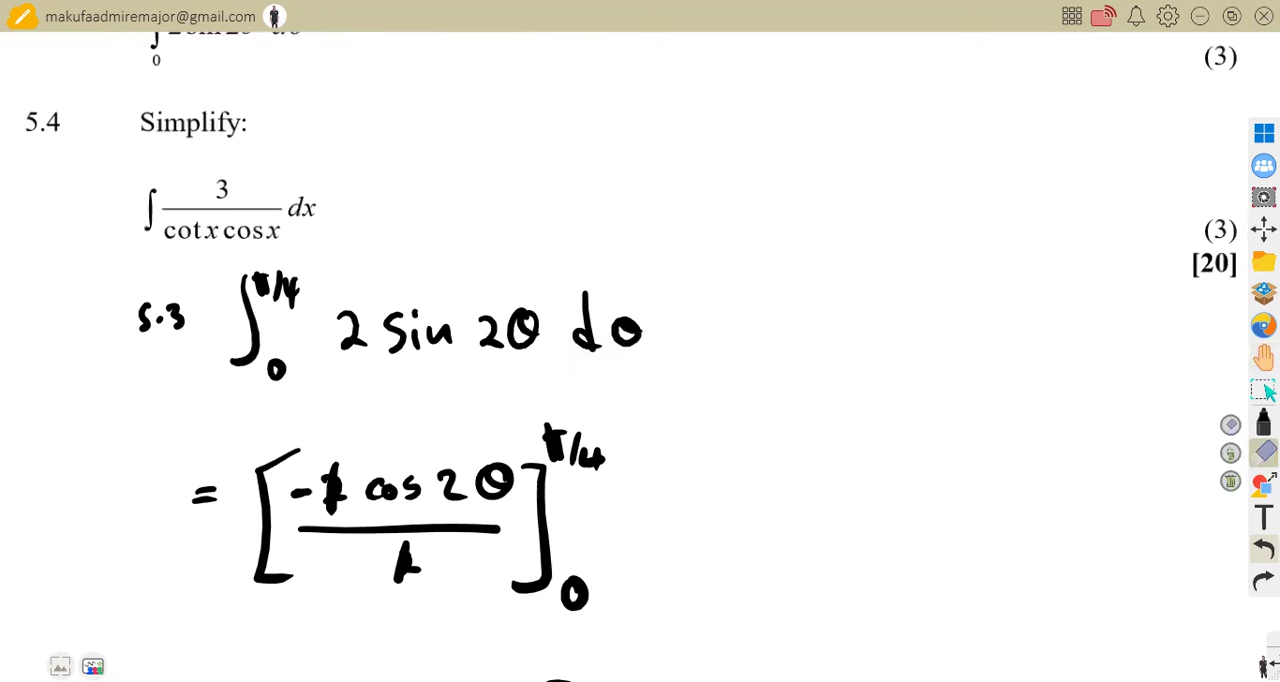 makufaadmiremajor@gmail.com
0
(3)
5.4 Simplify:
∫ 3 / (cot x cos x) dx
(3)
[20]
5.3 ∫₀^π/4 2 sin 2θ dθ
= [-2 cos 2θ / 2]₀^π/4